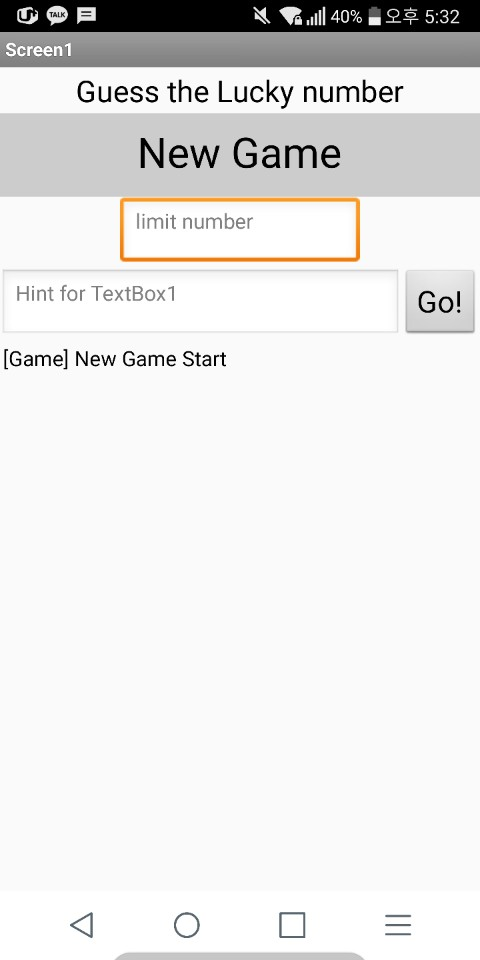 U+ TALK 40% 오후 5:32
Screen1
Guess the Lucky number
New Game
limit number
Hint for TextBox1 Go!
[Game] New Game Start